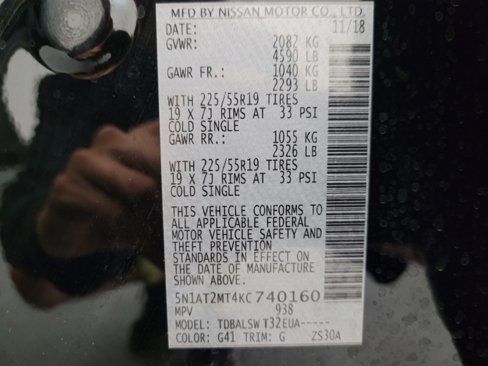 MFD BY NISSAN MOTOR CO., LTD.
DATE: 11/18
GVWR: 2082 KG
4590 LB
GAWR FR.: 1040 KG
2293 LB
WITH 225/55R19 TIRES
19 X 7J RIMS AT 33 PSI
COLD SINGLE
GAWR RR.: 1055 KG
2326 LB
WITH 225/55R19 TIRES
19 X 7J RIMS AT 33 PSI
COLD SINGLE
THIS VEHICLE CONFORMS TO
ALL APPLICABLE FEDERAL
MOTOR VEHICLE SAFETY AND
THEFT PREVENTION
STANDARDS IN EFFECT ON
THE DATE OF MANUFACTURE
SHOWN ABOVE.
5N1AT2MT4KC740160
MPV 938
MODEL: TDBALSW T32EUA-----
COLOR: G41 TRIM: G ZS30A